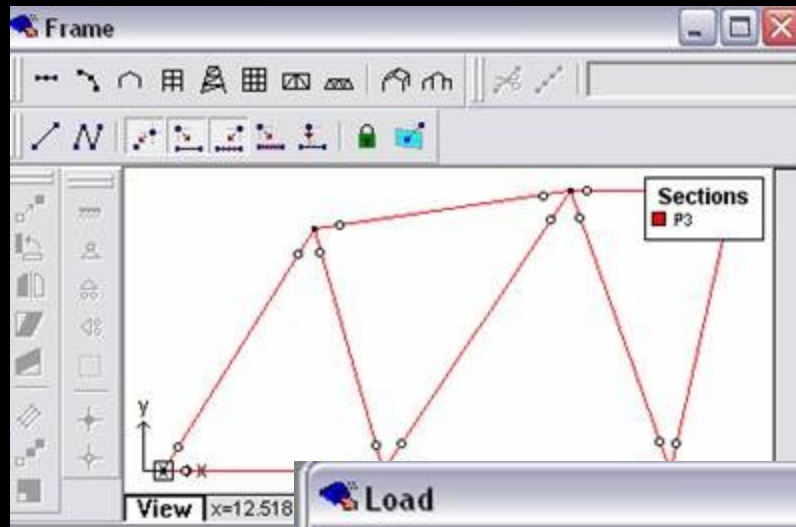 Frame
Sections
P3
y
x
View x=12.518
Load